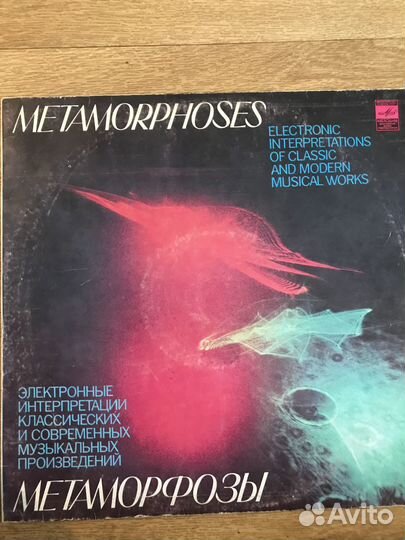 METAMORPHOSES
ELECTRONIC
INTERPRETATIONS
OF CLASSIC
AND MODERN
MUSICAL WORKS
ЭЛЕКТРОННЫЕ
ИНТЕРПРЕТАЦИИ
КЛАССИЧЕСКИХ
И СОВРЕМЕННЫХ
МУЗЫКАЛЬНЫХ
ПРОИЗВЕДЕНИЙ
МЕТАМОРФОЗЫ
Avito